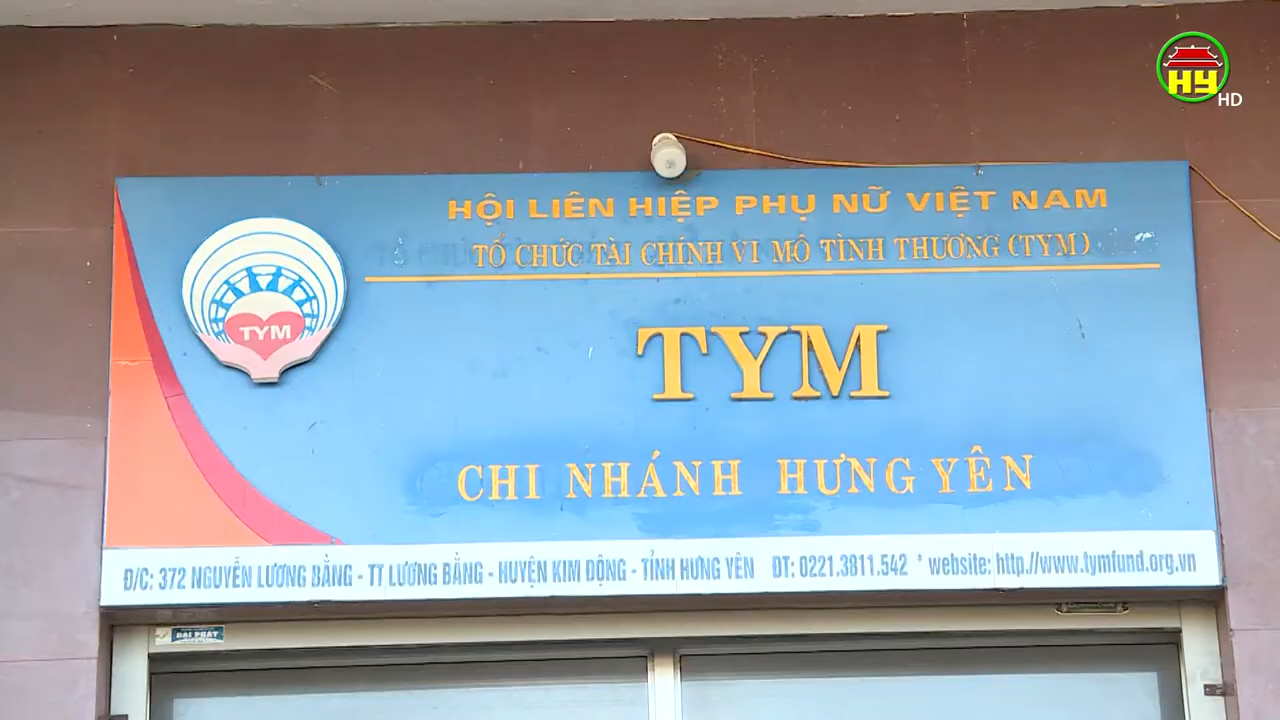 HY
HD
HỘI LIÊN HIỆP PHỤ NỮ VIỆT NAM
TỔ CHỨC TÀI CHÍNH VI MÔ TÌNH THƯƠNG (TYM)
TYM
TYM
CHI NHÁNH HƯNG YÊN
Đ/C: 372 NGUYỄN LƯƠNG BẰNG - TT LƯƠNG BẰNG - HUYỆN KIM ĐỘNG - TỈNH HƯNG YÊN ĐT: 0221.3811.542 * website: http//www.tymfund.org.vn
ĐẠI PHÁT